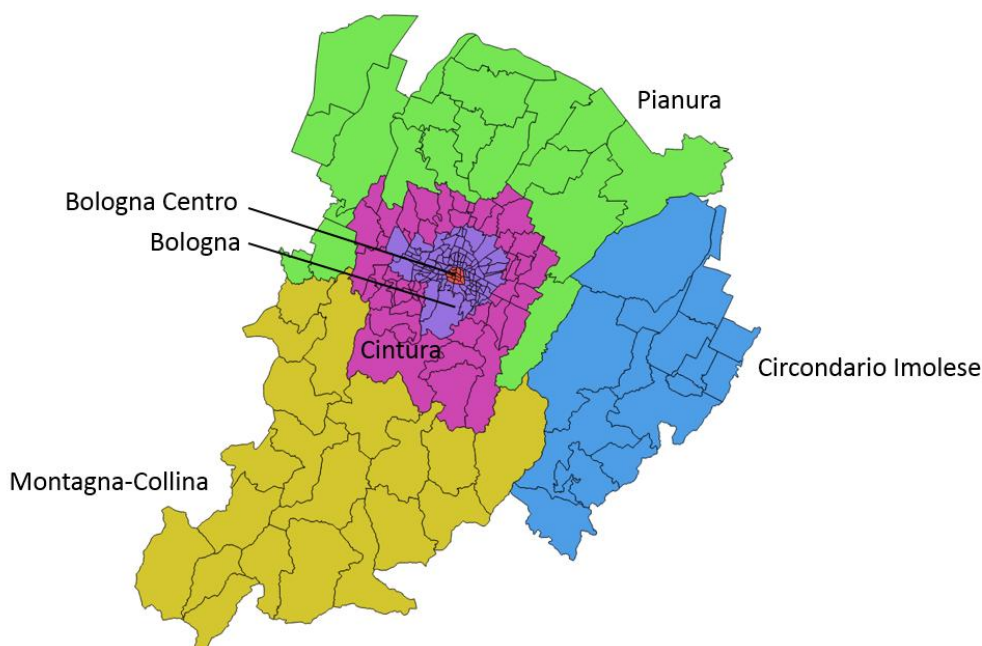 Pianura
Bologna Centro
Bologna
Cintura
Circondario Imolese
Montagna-Collina